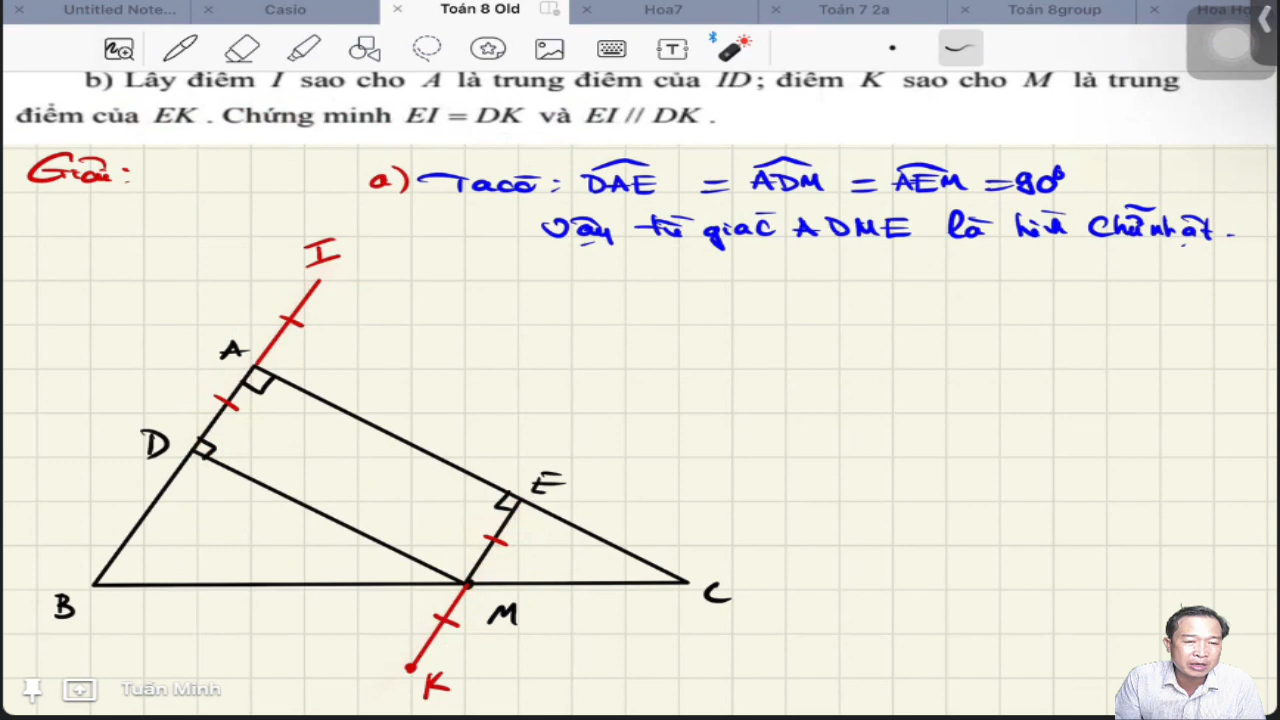 Untitled Note...
Casio
Toán 8 Old
Hoa7
Toán 7 2a
Toán 8group
b) Lấy điểm I sao cho A là trung điểm của ID; điểm K sao cho M là trung
điểm của EK. Chứng minh EI = DK và EI // DK.
Giải:
a) Ta có: DAE = ADM = AEM = 90°
Vậy tứ giác ADME là hình chữ nhật.
I
A
D
E
B
M
C
K
Tuấn Minh